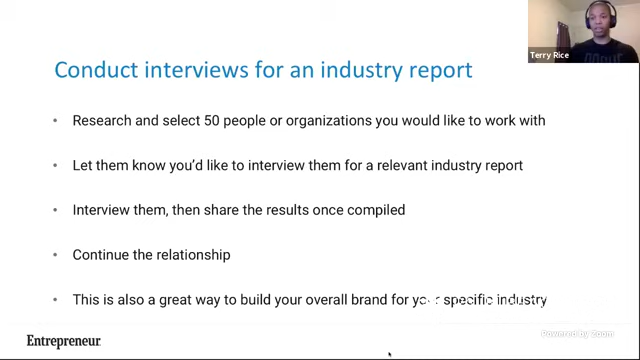 Terry Rice
Conduct interviews for an industry report
• Research and select 50 people or organizations you would like to work with
• Let them know you'd like to interview them for a relevant industry report
• Interview them, then share the results once compiled
• Continue the relationship
• This is also a great way to build your overall brand for your specific industry
Powered by Zoom
Entrepreneur